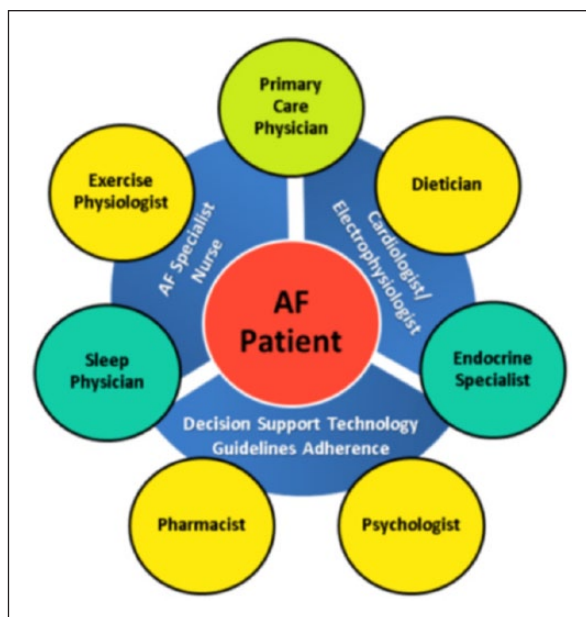 Primary
Care
Physician
Exercise
Physiologist
Dietician
AF Specialist
Nurse
Cardiologist/
Electrophysiologist
AF
Patient
Sleep
Physician
Endocrine
Specialist
Decision Support Technology
Guidelines Adherence
Pharmacist
Psychologist